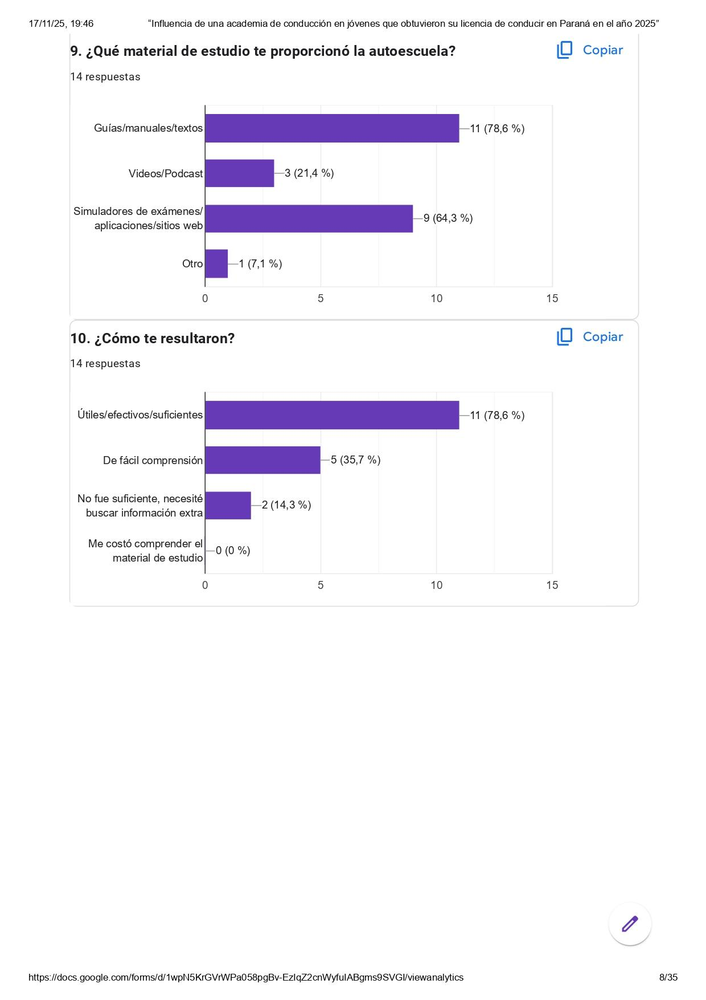 17/11/25, 19:46 “Influencia de una academia de conducción en jóvenes que obtuvieron su licencia de conducir en Paraná en el año 2025”
9. ¿Qué material de estudio te proporcionó la autoescuela?
Copiar
14 respuestas
Guías/manuales/textos
11 (78,6 %)
Videos/Podcast
3 (21,4 %)
Simuladores de exámenes/
aplicaciones/sitios web
9 (64,3 %)
Otro
1 (7,1 %)
0 5 10 15
10. ¿Cómo te resultaron?
Copiar
14 respuestas
Útiles/efectivos/suficientes
11 (78,6 %)
De fácil comprensión
5 (35,7 %)
No fue suficiente, necesité
buscar información extra
2 (14,3 %)
Me costó comprender el
material de estudio
0 (0 %)
0 5 10 15
https://docs.google.com/forms/d/1wpN5KrGVrWPa058pgBv-EzIqZ2cnWyfuIABgms9SVGI/viewanalytics 8/35